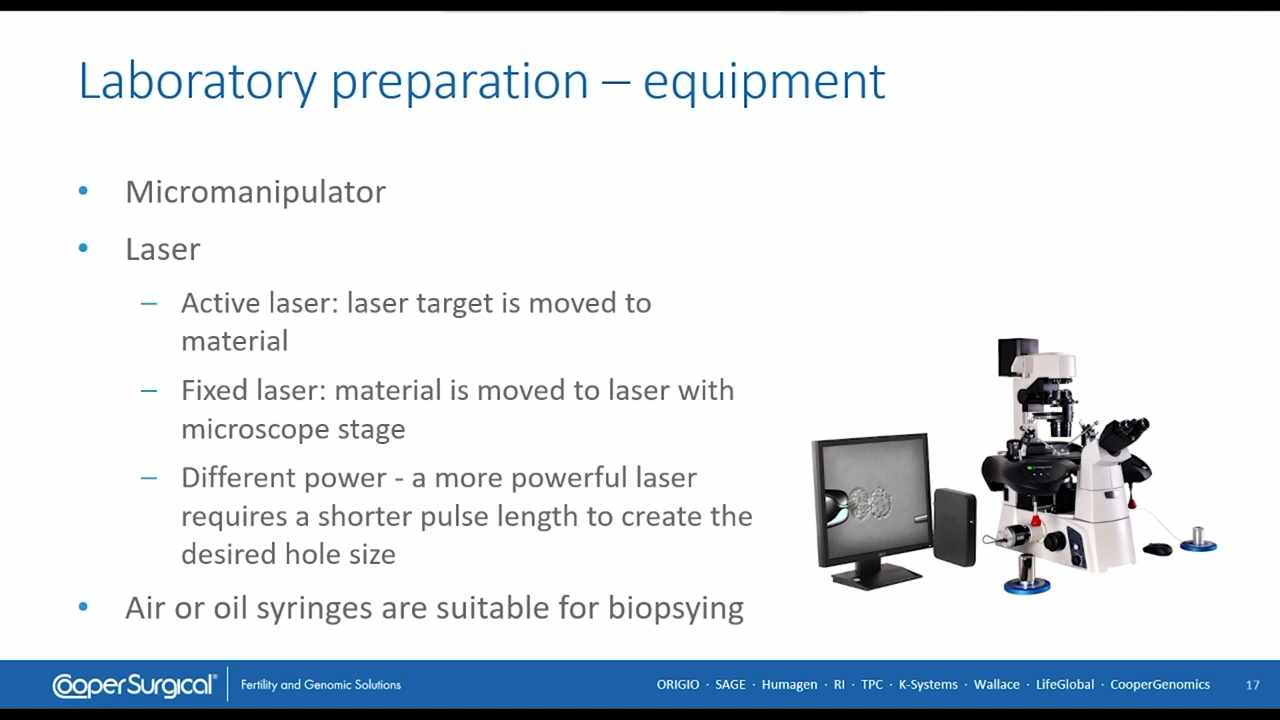 Laboratory preparation – equipment
• Micromanipulator
• Laser
– Active laser: laser target is moved to
material
– Fixed laser: material is moved to laser with
microscope stage
– Different power - a more powerful laser
requires a shorter pulse length to create the
desired hole size
• Air or oil syringes are suitable for biopsying
CooperSurgical® Fertility and Genomic Solutions
ORIGIO · SAGE · Humagen · RI · TPC · K-Systems · Wallace · LifeGlobal · CooperGenomics 17